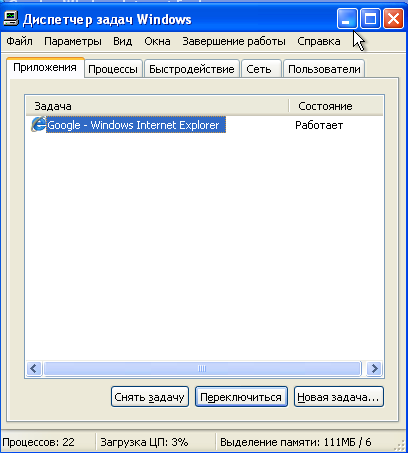 Диспетчер задач Windows
Файл Параметры Вид Окна Завершение работы Справка
Приложения Процессы Быстродействие Сеть Пользователи
Задача Состояние
Google - Windows Internet Explorer Работает
Снять задачу Переключиться Новая задача...
Процессов: 22 Загрузка ЦП: 3% Выделение памяти: 111МБ / 6